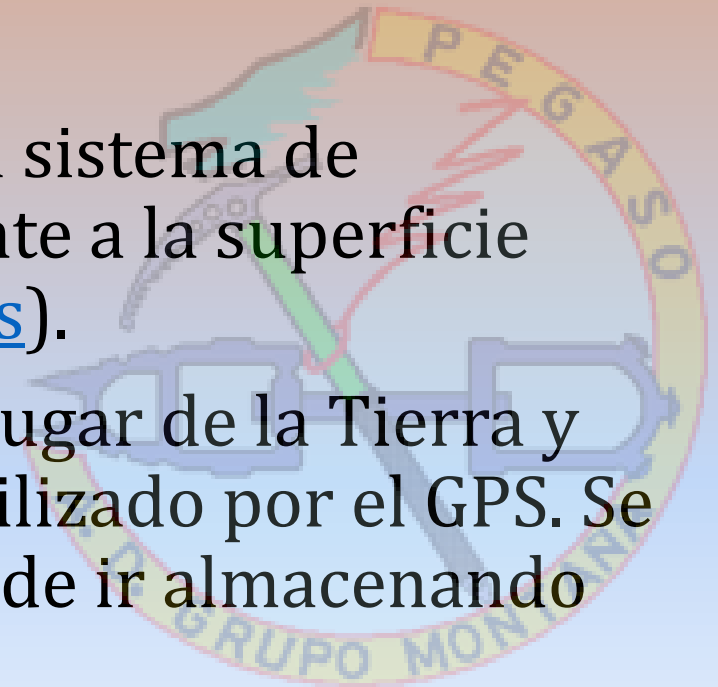 sistema de
te a la superficie
s).
ugar de la Tierra y
ilizado por el GPS. Se
de ir almacenando
PEGASO
D. GRUPO MONTAÑA